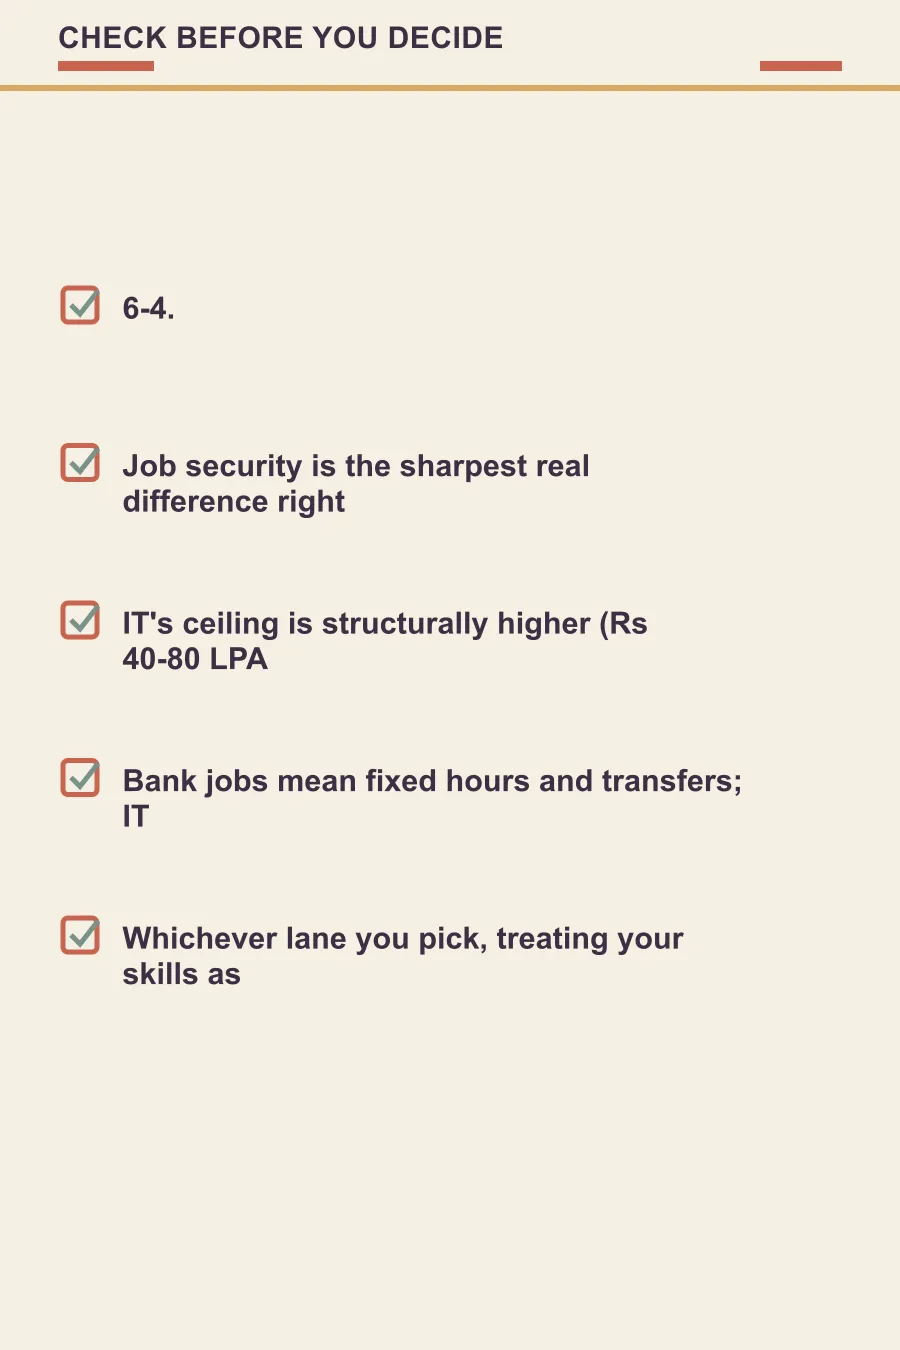 CHECK BEFORE YOU DECIDE
6-4.
Job security is the sharpest real
difference right
IT's ceiling is structurally higher (Rs
40-80 LPA
Bank jobs mean fixed hours and transfers;
IT
Whichever lane you pick, treating your
skills as